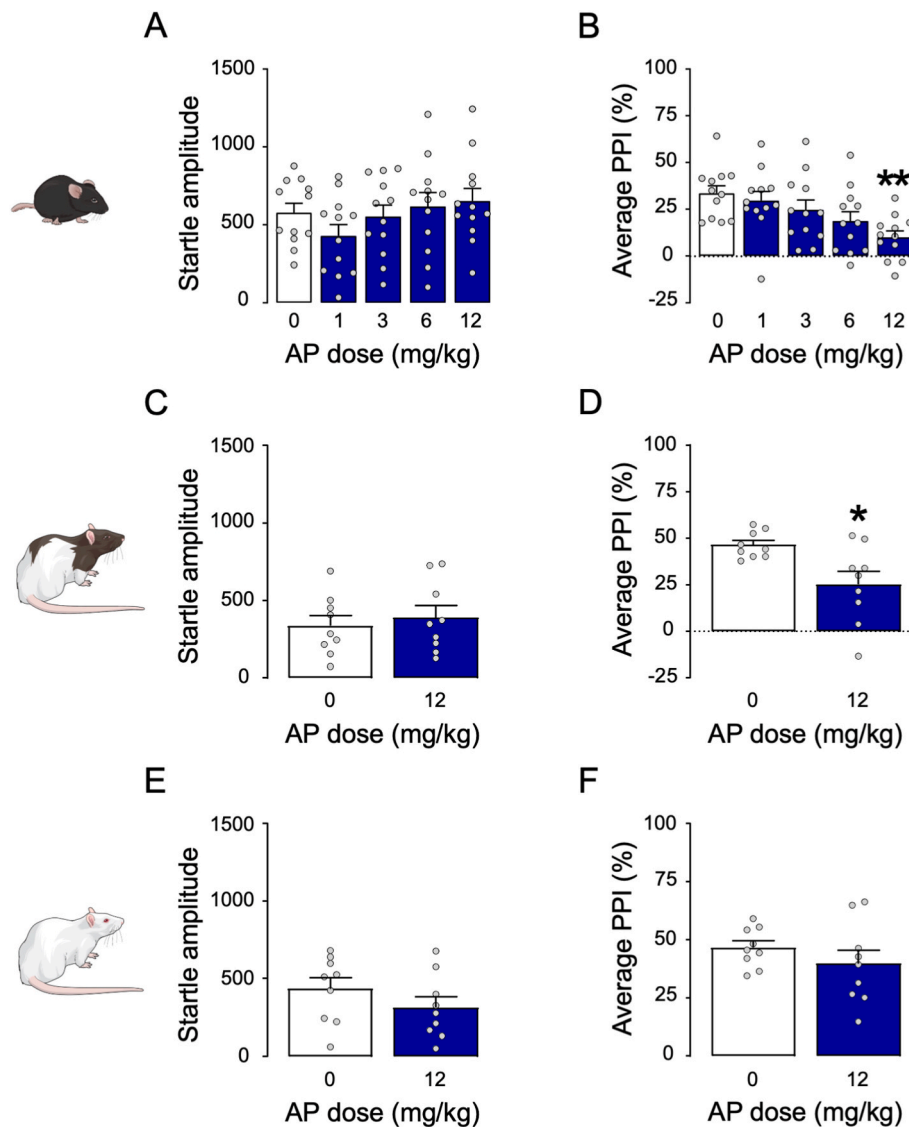 A
Startle amplitude
1500
1000
500
0
0 1 3 6 12
AP dose (mg/kg)
B
Average PPI (%)
100
75
50
25
0
-25
**
0 1 3 6 12
AP dose (mg/kg)
C
Startle amplitude
1500
1000
500
0
0 12
AP dose (mg/kg)
D
Average PPI (%)
100
75
50
25
0
-25
*
0 12
AP dose (mg/kg)
E
Startle amplitude
1500
1000
500
0
0 12
AP dose (mg/kg)
F
Average PPI (%)
100
75
50
25
0
0 12
AP dose (mg/kg)